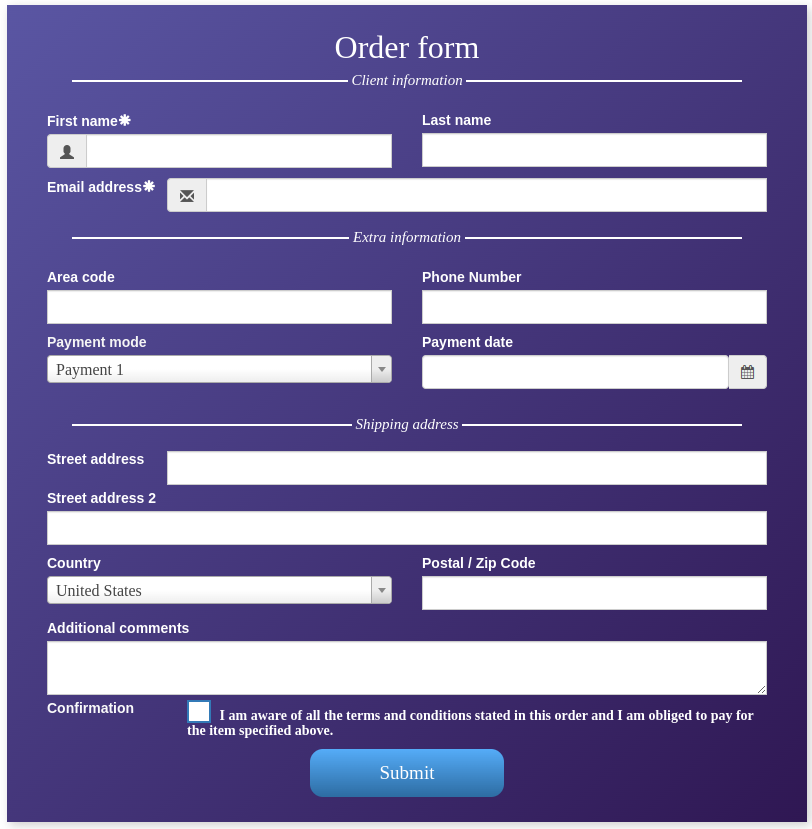 Order form
Client information
First name✱
Last name
Email address✱
Extra information
Area code
Phone Number
Payment mode
Payment date
Payment 1
Shipping address
Street address
Street address 2
Country
Postal / Zip Code
United States
Additional comments
Confirmation
I am aware of all the terms and conditions stated in this order and I am obliged to pay for
the item specified above.
Submit